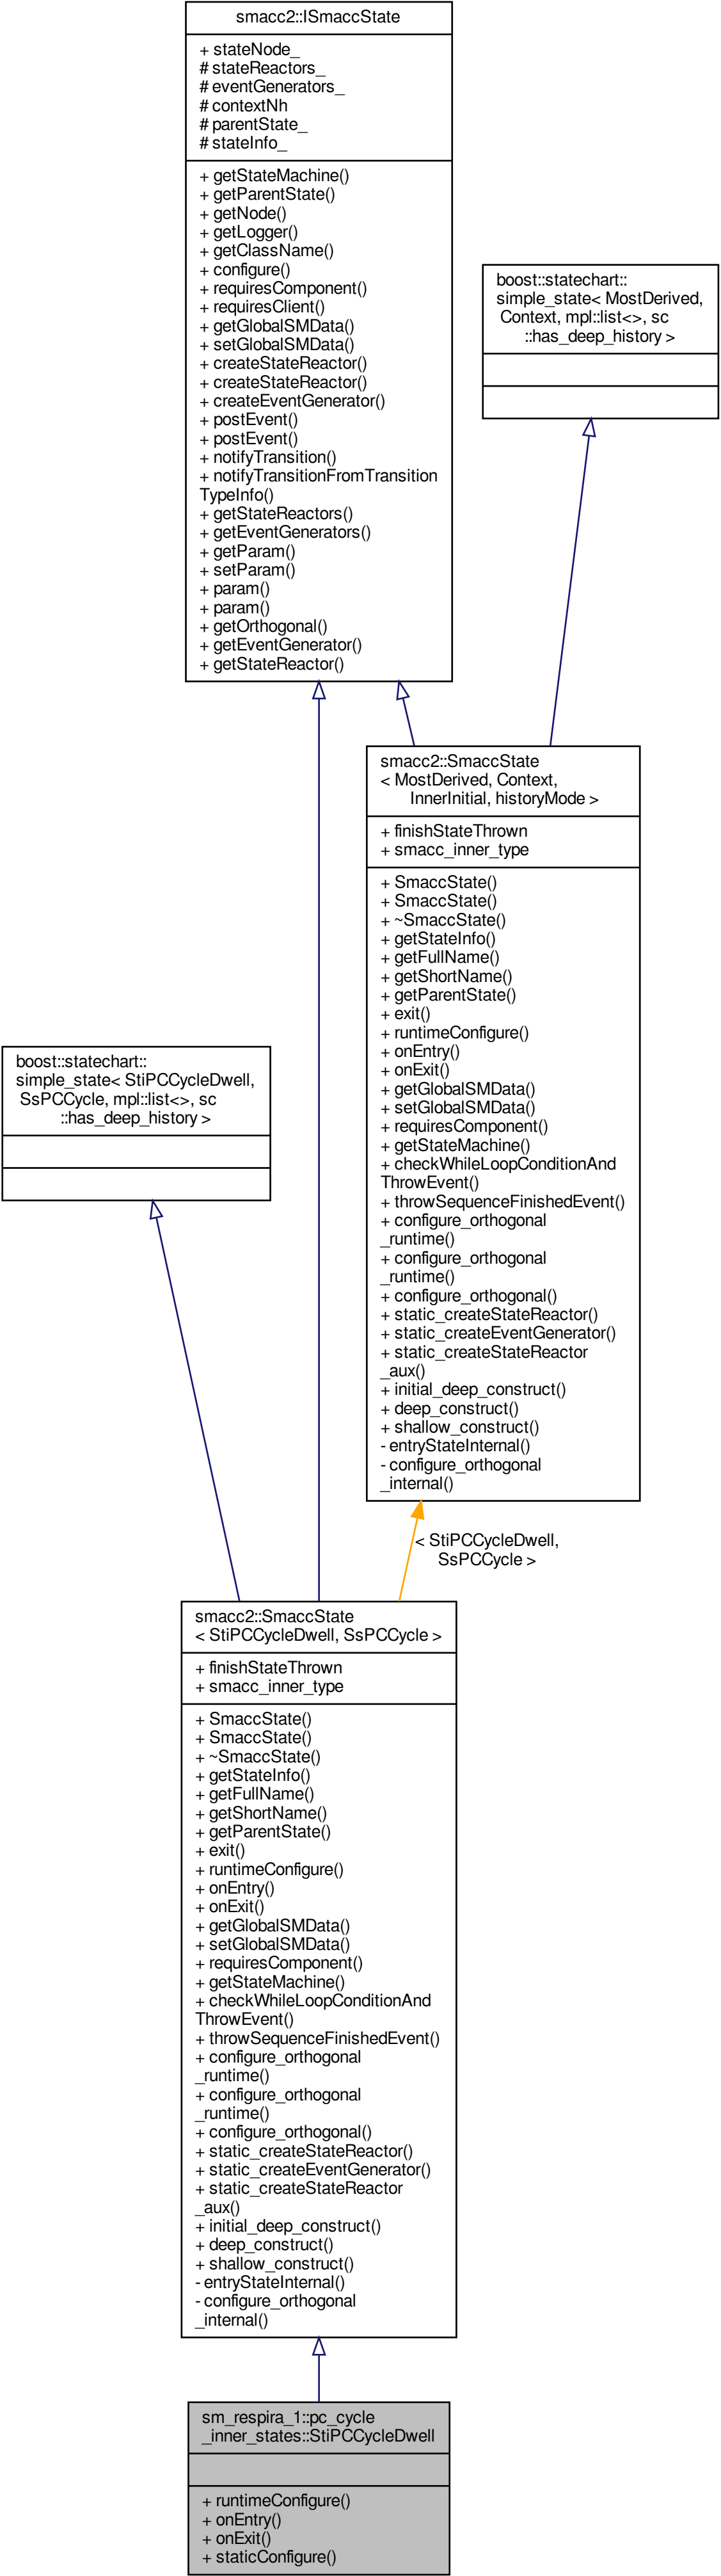 smacc2::ISmaccState
+ stateNode_
# stateReactors_
# eventGenerators_
# contextNh
# parentState_
# stateInfo_
+ getStateMachine()
+ getParentState()
+ getNode()
+ getLogger()
+ getClassName()
+ configure()
+ requiresComponent()
+ requiresClient()
+ getGlobalSMData()
+ setGlobalSMData()
+ createStateReactor()
+ createStateReactor()
+ createEventGenerator()
+ postEvent()
+ postEvent()
+ notifyTransition()
+ notifyTransitionFromTransition
TypeInfo()
+ getStateReactors()
+ getEventGenerators()
+ getParam()
+ setParam()
+ param()
+ param()
+ getOrthogonal()
+ getEventGenerator()
+ getStateReactor()
boost::statechart::
simple_state< MostDerived,
Context, mpl::list<>, sc
::has_deep_history >
smacc2::SmaccState
< MostDerived, Context,
InnerInitial, historyMode >
+ finishStateThrown
+ smacc_inner_type
+ SmaccState()
+ SmaccState()
+ ~SmaccState()
+ getStateInfo()
+ getFullName()
+ getShortName()
+ getParentState()
+ exit()
+ runtimeConfigure()
+ onEntry()
+ onExit()
+ getGlobalSMData()
+ setGlobalSMData()
+ requiresComponent()
+ getStateMachine()
+ checkWhileLoopConditionAnd
ThrowEvent()
+ throwSequenceFinishedEvent()
+ configure_orthogonal
_runtime()
+ configure_orthogonal
_runtime()
+ configure_orthogonal()
+ static_createStateReactor()
+ static_createEventGenerator()
+ static_createStateReactor
_aux()
+ initial_deep_construct()
+ deep_construct()
+ shallow_construct()
- entryStateInternal()
- configure_orthogonal
_internal()
boost::statechart::
simple_state< StiPCCycleDwell,
SsPCCycle, mpl::list<>, sc
::has_deep_history >
< StiPCCycleDwell,
SsPCCycle >
smacc2::SmaccState
< StiPCCycleDwell, SsPCCycle >
+ finishStateThrown
+ smacc_inner_type
+ SmaccState()
+ SmaccState()
+ ~SmaccState()
+ getStateInfo()
+ getFullName()
+ getShortName()
+ getParentState()
+ exit()
+ runtimeConfigure()
+ onEntry()
+ onExit()
+ getGlobalSMData()
+ setGlobalSMData()
+ requiresComponent()
+ getStateMachine()
+ checkWhileLoopConditionAnd
ThrowEvent()
+ throwSequenceFinishedEvent()
+ configure_orthogonal
_runtime()
+ configure_orthogonal
_runtime()
+ configure_orthogonal()
+ static_createStateReactor()
+ static_createEventGenerator()
+ static_createStateReactor
_aux()
+ initial_deep_construct()
+ deep_construct()
+ shallow_construct()
- entryStateInternal()
- configure_orthogonal
_internal()
sm_respira_1::pc_cycle
_inner_states::StiPCCycleDwell
+ runtimeConfigure()
+ onEntry()
+ onExit()
+ staticConfigure()